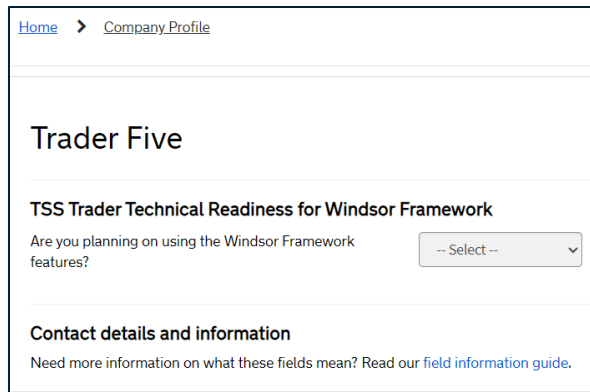 Home > Company Profile
Trader Five
TSS Trader Technical Readiness for Windsor Framework
Are you planning on using the Windsor Framework
features?
-- Select --
Contact details and information
Need more information on what these fields mean? Read our field information guide.